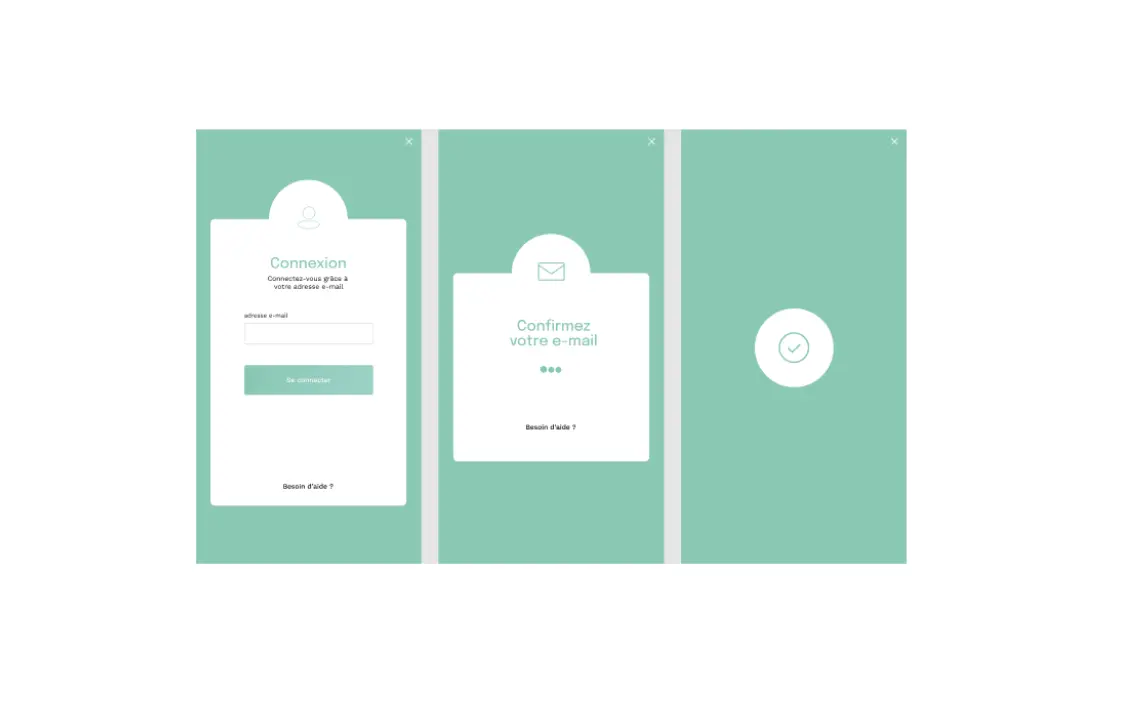 Connexion
Connectez-vous grâce à
votre adresse e-mail
adresse e-mail
Se connecter
Besoin d'aide ?
Confirmez
votre e-mail
Besoin d'aide ?